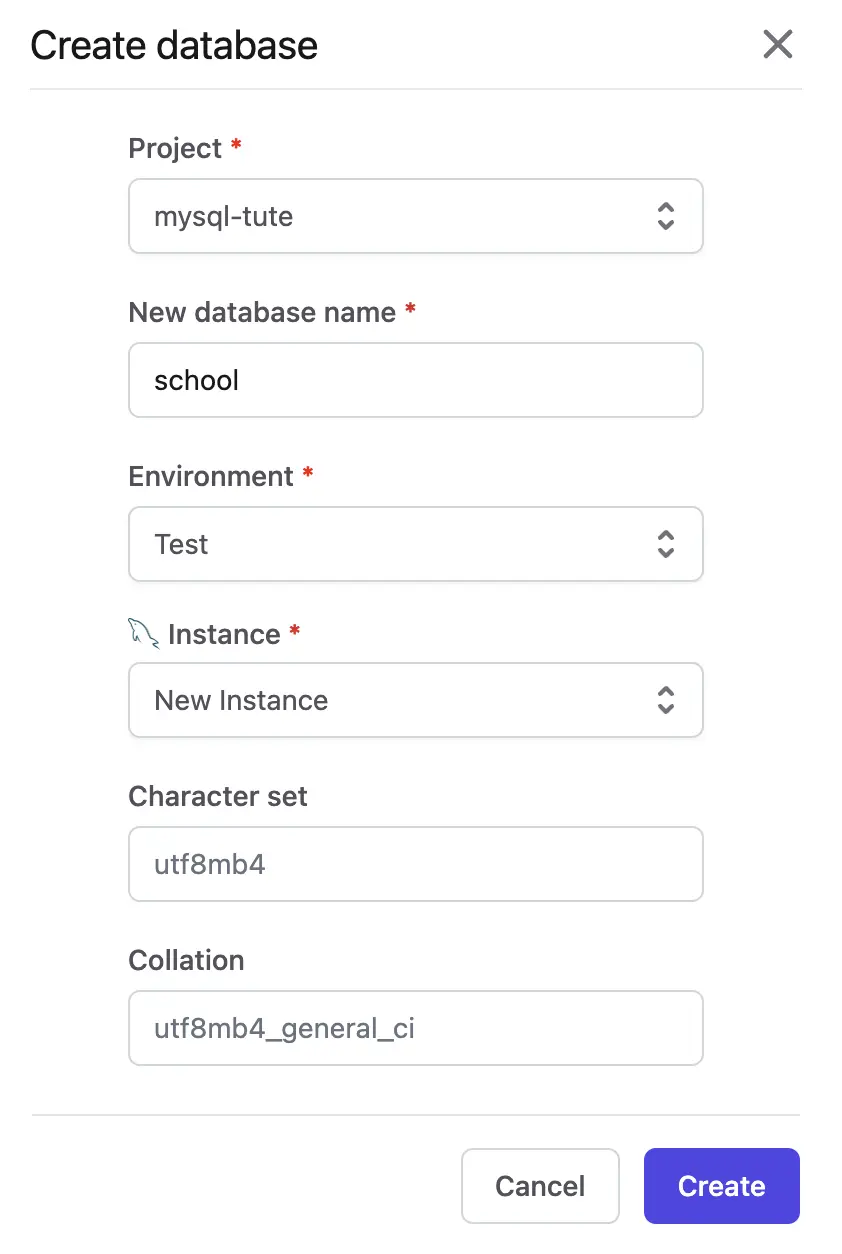 Create database
Project *
mysql-tute
New database name *
school
Environment *
Test
Instance *
New Instance
Character set
utf8mb4
Collation
utf8mb4_general_ci
Cancel
Create